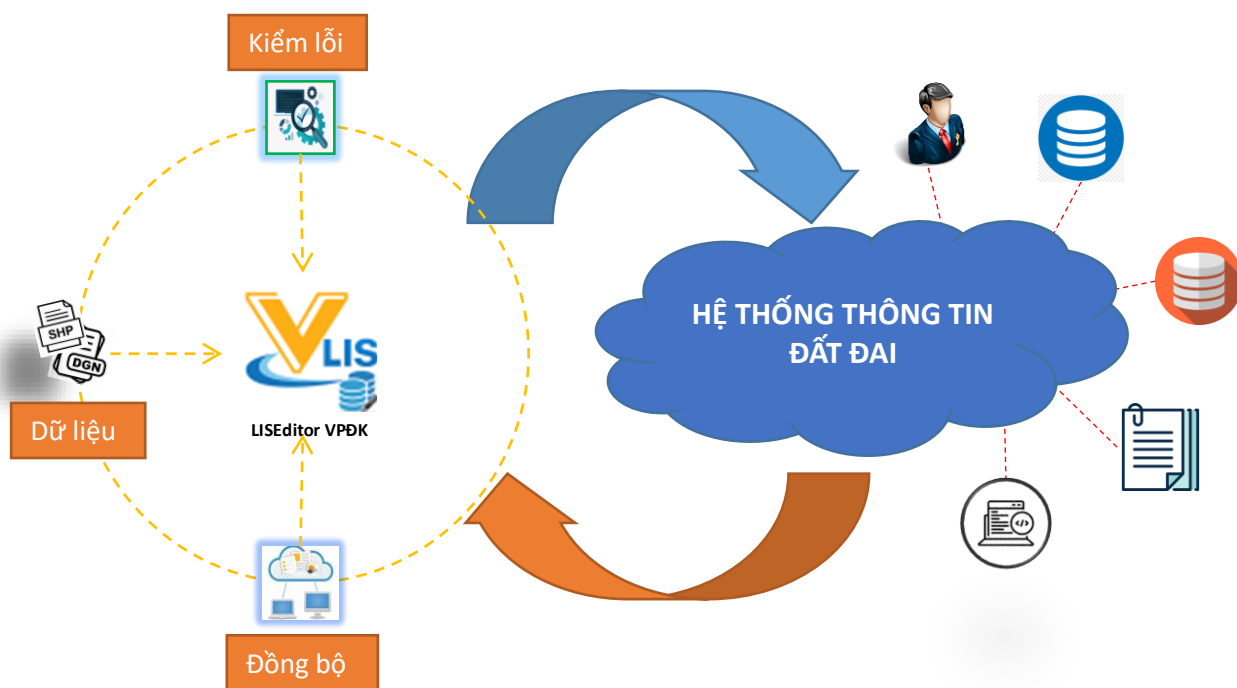 Kiểm lỗi
HỆ THỐNG THÔNG TIN
ĐẤT ĐAI
SHP
DGN
VLIS
LISEditor VPĐK
Dữ liệu
Đồng bộ